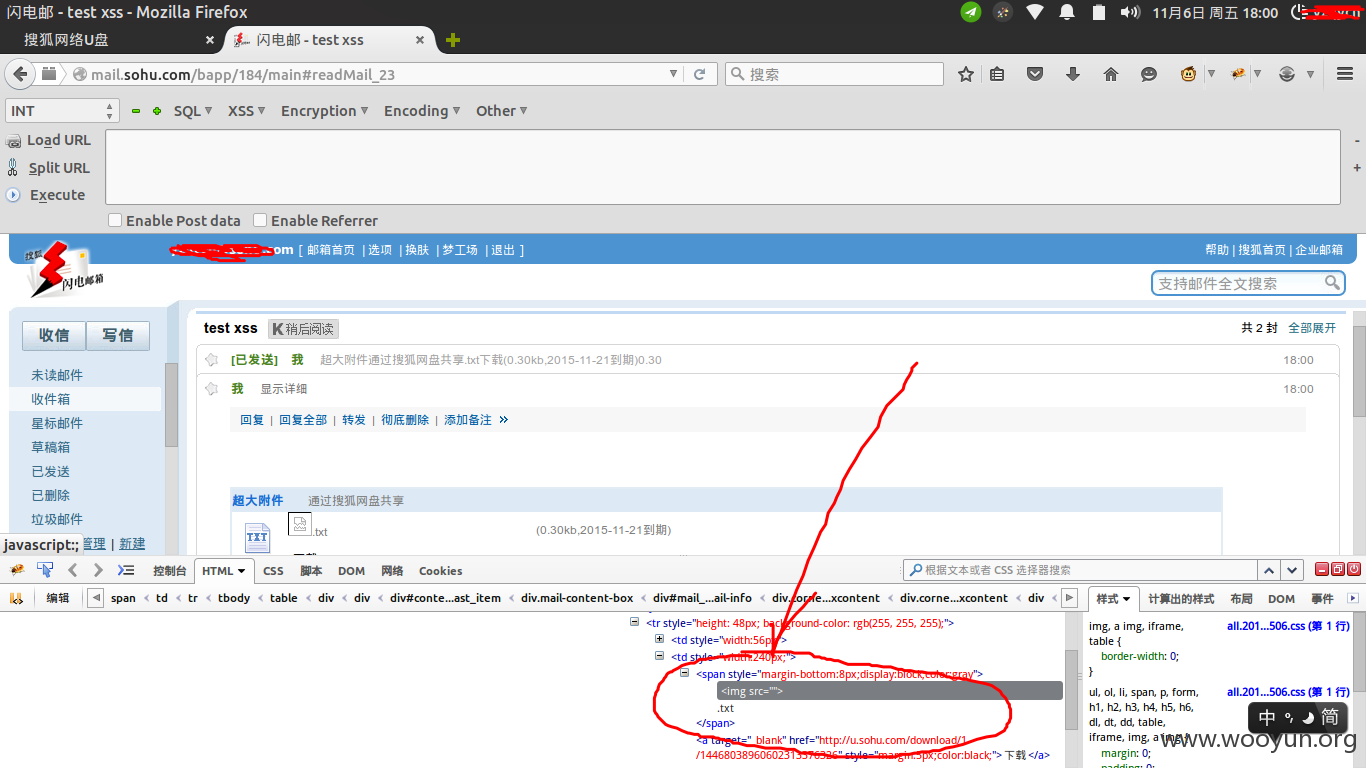 闪电邮 - test xss - Mozilla Firefox
11月6日 周五 18:00
搜狐网络U盘 × 闪电邮 - test xss ×
mail.sohu.com/bapp/184/main#readMail_23
搜索
INT SQL XSS Encryption Encoding Other
Load URL
Split URL
Execute
Enable Post data Enable Referrer
搜狐 闪电邮箱
[ 邮箱首页 | 选项 | 换肤 | 梦工场 | 退出 ]
帮助 | 搜狐首页 | 企业邮箱
支持邮件全文搜索
收信 写信
test xss K 稍后阅读
共 2 封 全部展开
[已发送] 我 超大附件通过搜狐网盘共享.txt下载(0.30kb,2015-11-21到期)0.30 18:00
我 显示详细 18:00
回复 | 回复全部 | 转发 | 彻底删除 | 添加备注 »
未读邮件
收件箱
星标邮件
草稿箱
已发送
已删除
垃圾邮件
管理 | 新建
javascript:;
超大附件 通过搜狐网盘共享
TXT .txt (0.30kb,2015-11-21到期)
控制台 HTML CSS 脚本 DOM 网络 Cookies
根据文本或者 CSS 选择器搜索
编辑 span td tr tbody table div div div#conte...ast_item div.mail-content-box div#mail_...ail-info div.corne...xcontent div.corne...xcontent div
样式 计算出的样式 布局 DOM 事件
<tr style="height: 48px; background-color: rgb(255, 255, 255);">
<td style="width:56px">
<td style="width:240px;">
<span style="margin-bottom:8px;display:block;color:gray">
<img src="">
.txt
</span>
<a target="_blank" href="http://u.sohu.com/download/1
style="margin:5px;color:black;"> 下载 </a>
img, a img, iframe, all.201...506.css (第 1 行)
table {
border-width: 0;
}
ul, ol, li, span, p, form, all.201...506.css (第 1 行)
h1, h2, h3, h4, h5, h6,
dl, dt, dd, table,
iframe, img, a img {
margin: 0;
padding: 0;
中 °, 简
www.wooyun.org